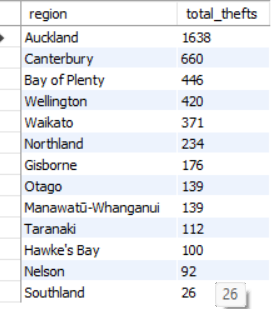 region total_thefts
Auckland 1638
Canterbury 660
Bay of Plenty 446
Wellington 420
Waikato 371
Northland 234
Gisborne 176
Otago 139
Manawatū-Whanganui 139
Taranaki 112
Hawke's Bay 100
Nelson 92
Southland 26 26